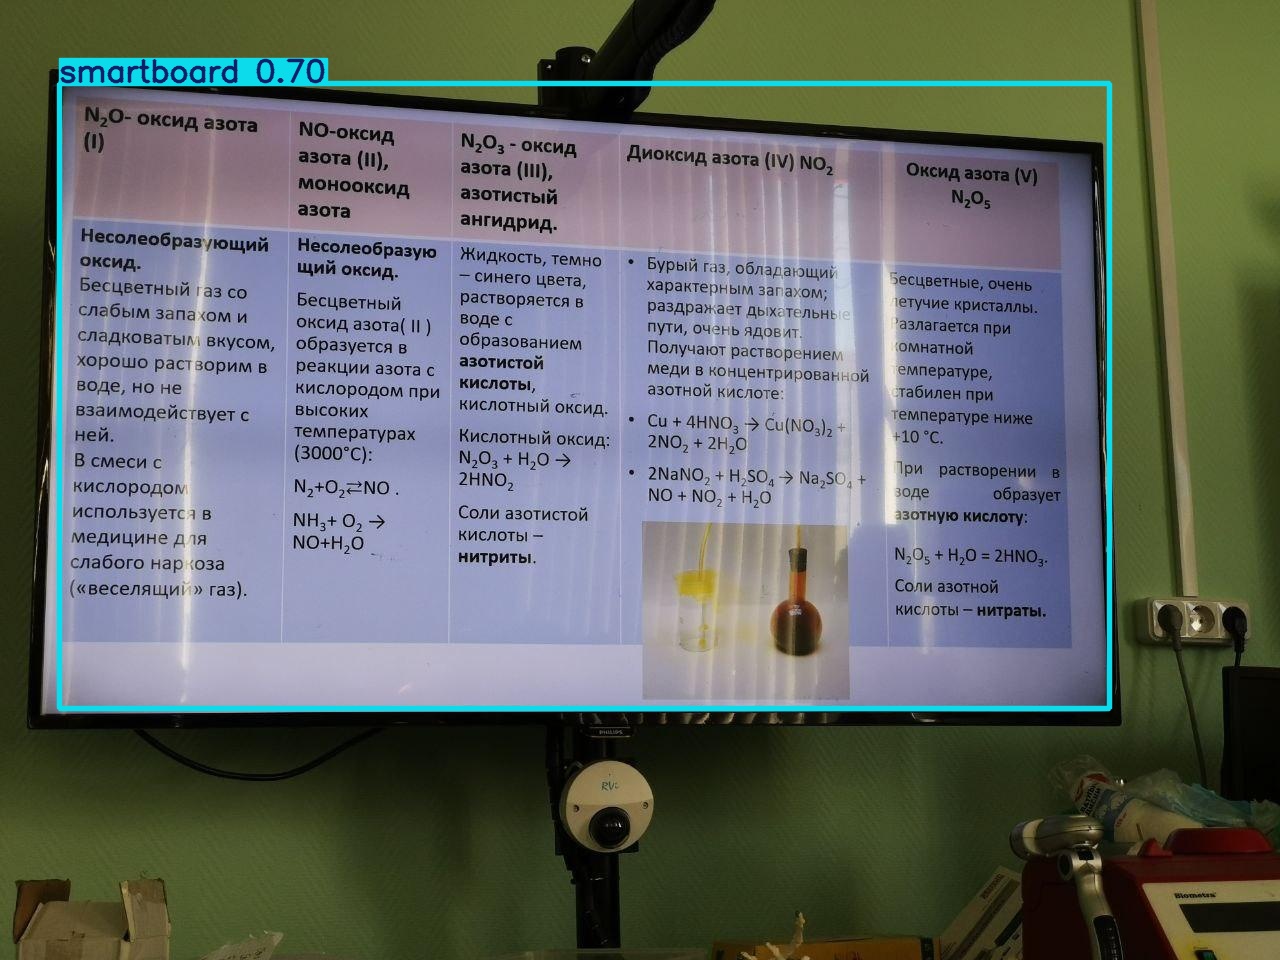 smartboard 0.70
N₂O- оксид азота
(I)
NO-оксид
азота (II),
монооксид
азота
N₂O₃ - оксид
азота (III),
азотистый
ангидрид.
Диоксид азота (IV) NO₂
Оксид азота (V)
N₂O₅
Несолеобразующий
оксид.
Бесцветный газ со
слабым запахом и
сладковатым вкусом,
хорошо растворим в
воде, но не
взаимодействует с
ней.
В смеси с
кислородом
используется в
медицине для
слабого наркоза
(«веселящий» газ).
Несолеобразую
щий оксид.
Бесцветный
оксид азота( II )
образуется в
реакции азота с
кислородом при
высоких
температурах
(3000°C):
N₂+O₂⇄NO .
NH₃+ O₂ →
NO+H₂O
Жидкость, темно
– синего цвета,
растворяется в
воде с
образованием
азотистой
кислоты,
кислотный оксид.
Кислотный оксид:
N₂O₃ + H₂O →
2HNO₂
Соли азотистой
кислоты –
нитриты.
• Бурый газ, обладающий
характерным запахом;
раздражает дыхательные
пути, очень ядовит.
Получают растворением
меди в концентрированной
азотной кислоте:
• Cu + 4HNO₃ → Cu(NO₃)₂ +
2NO₂ + 2H₂O
• 2NaNO₂ + H₂SO₄ → Na₂SO₄ +
NO + NO₂ + H₂O
Бесцветные, очень
летучие кристаллы.
Разлагается при
комнатной
температуре,
стабилен при
температуре ниже
+10 °C.
При растворении в
воде образует
азотную кислоту:
N₂O₅ + H₂O = 2HNO₃.
Соли азотной
кислоты – нитраты.
PHILIPS
RVi
Biometra